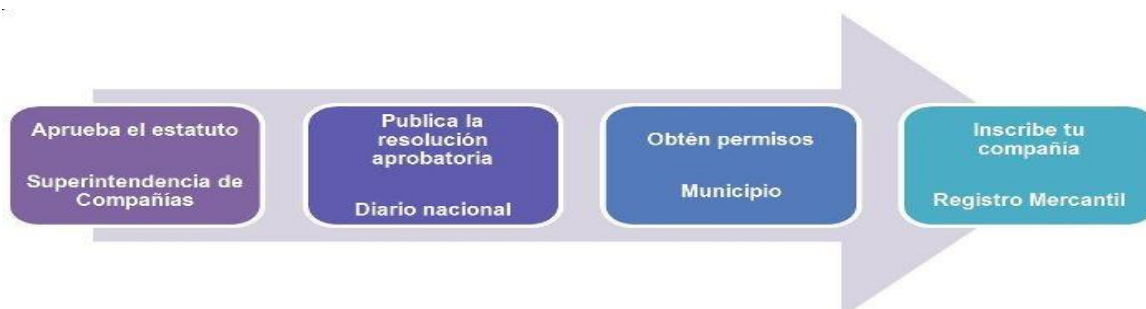 Aprueba el estatuto
Superintendencia de
Compañías
Publica la
resolución
aprobatoria
Diario nacional
Obtén permisos
Municipio
Inscribe tu
compañía
Registro Mercantil